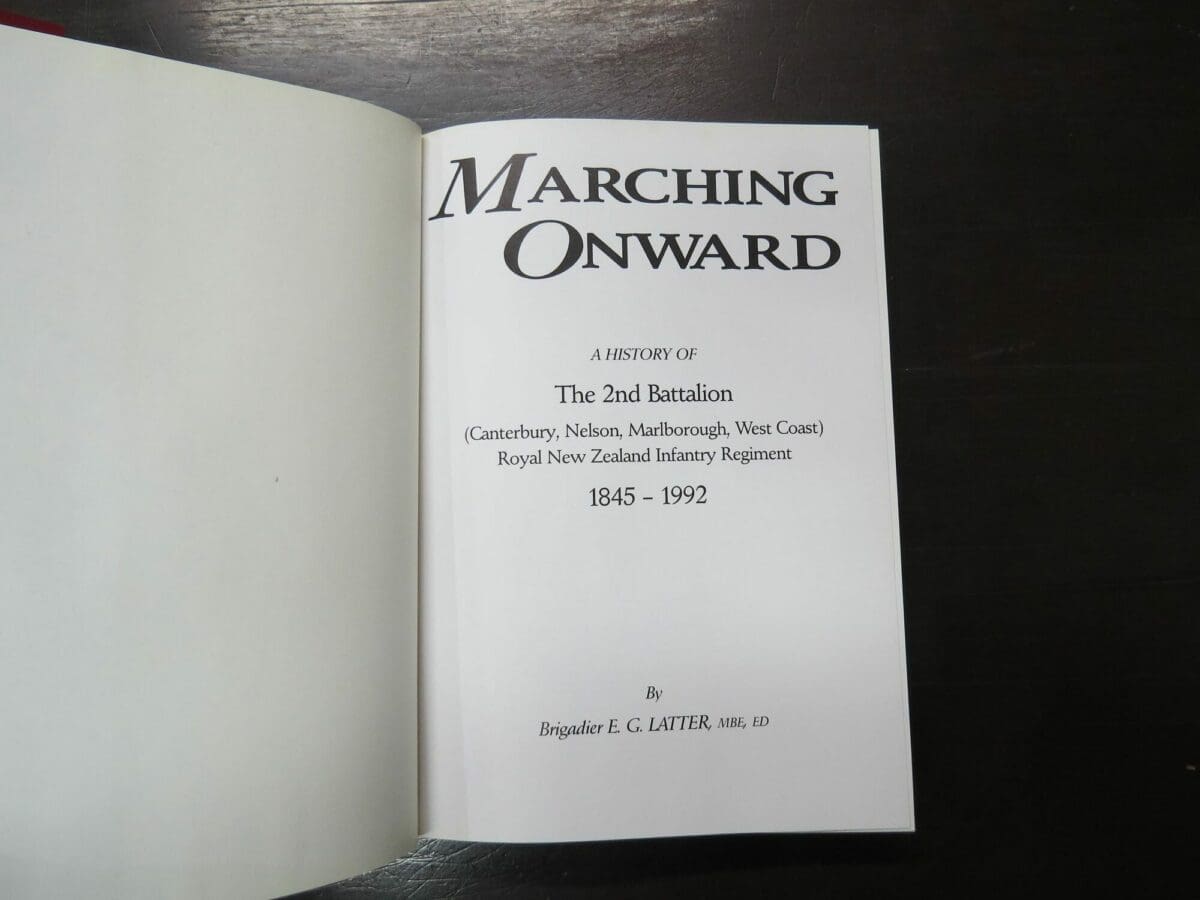 MARCHING
ONWARD
A HISTORY OF
The 2nd Battalion
(Canterbury, Nelson, Marlborough, West Coast)
Royal New Zealand Infantry Regiment
1845 – 1992
By
Brigadier E. G. LATTER, MBE, ED